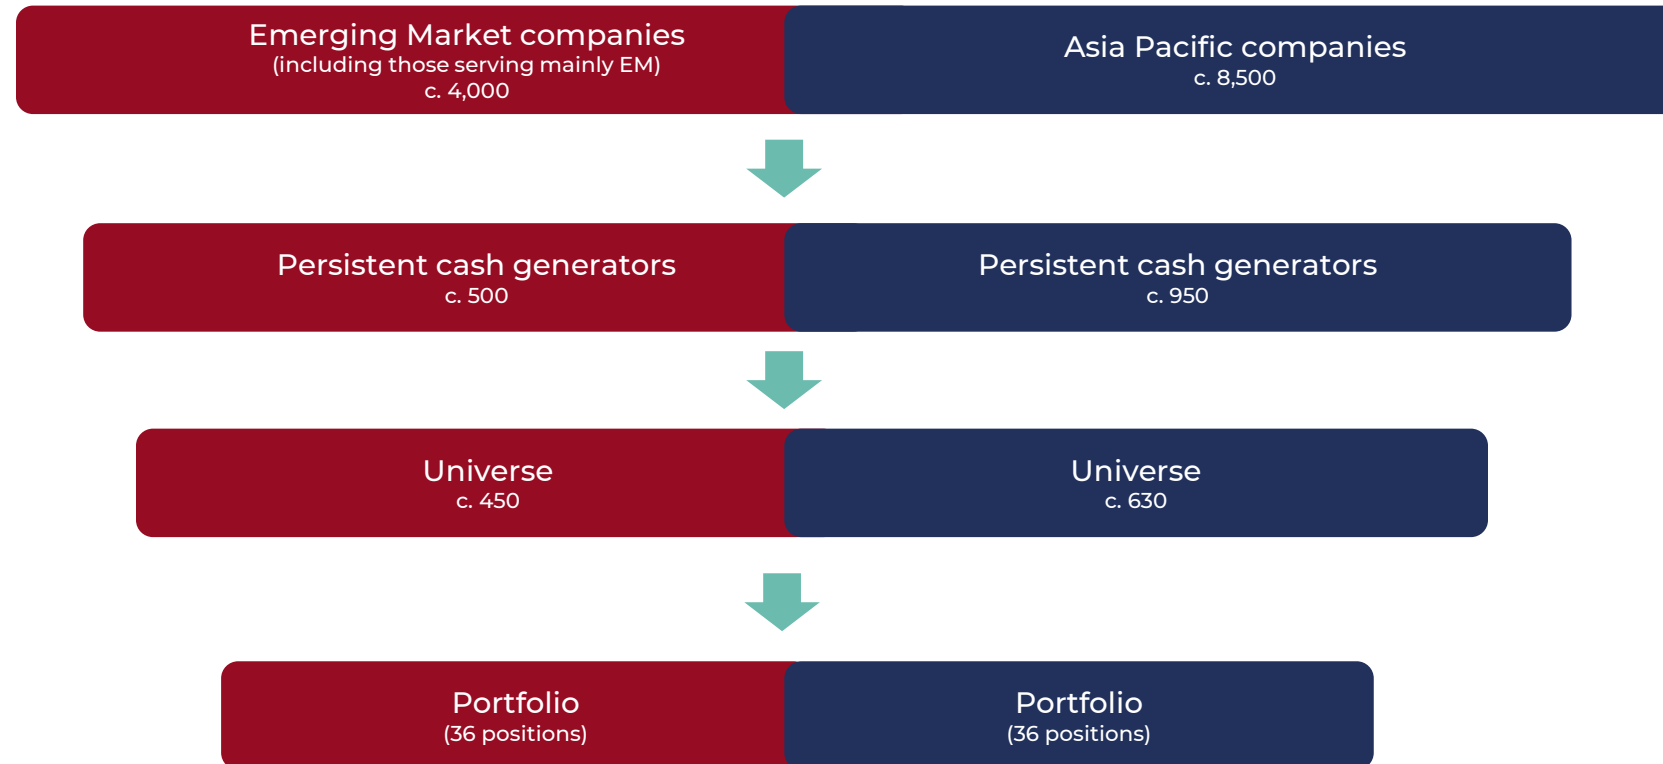 Emerging Market companies
(including those serving mainly EM)
c. 4,000
Asia Pacific companies
c. 8,500
Persistent cash generators
c. 500
Persistent cash generators
c. 950
Universe
c. 450
Universe
c. 630
Portfolio
(36 positions)
Portfolio
(36 positions)